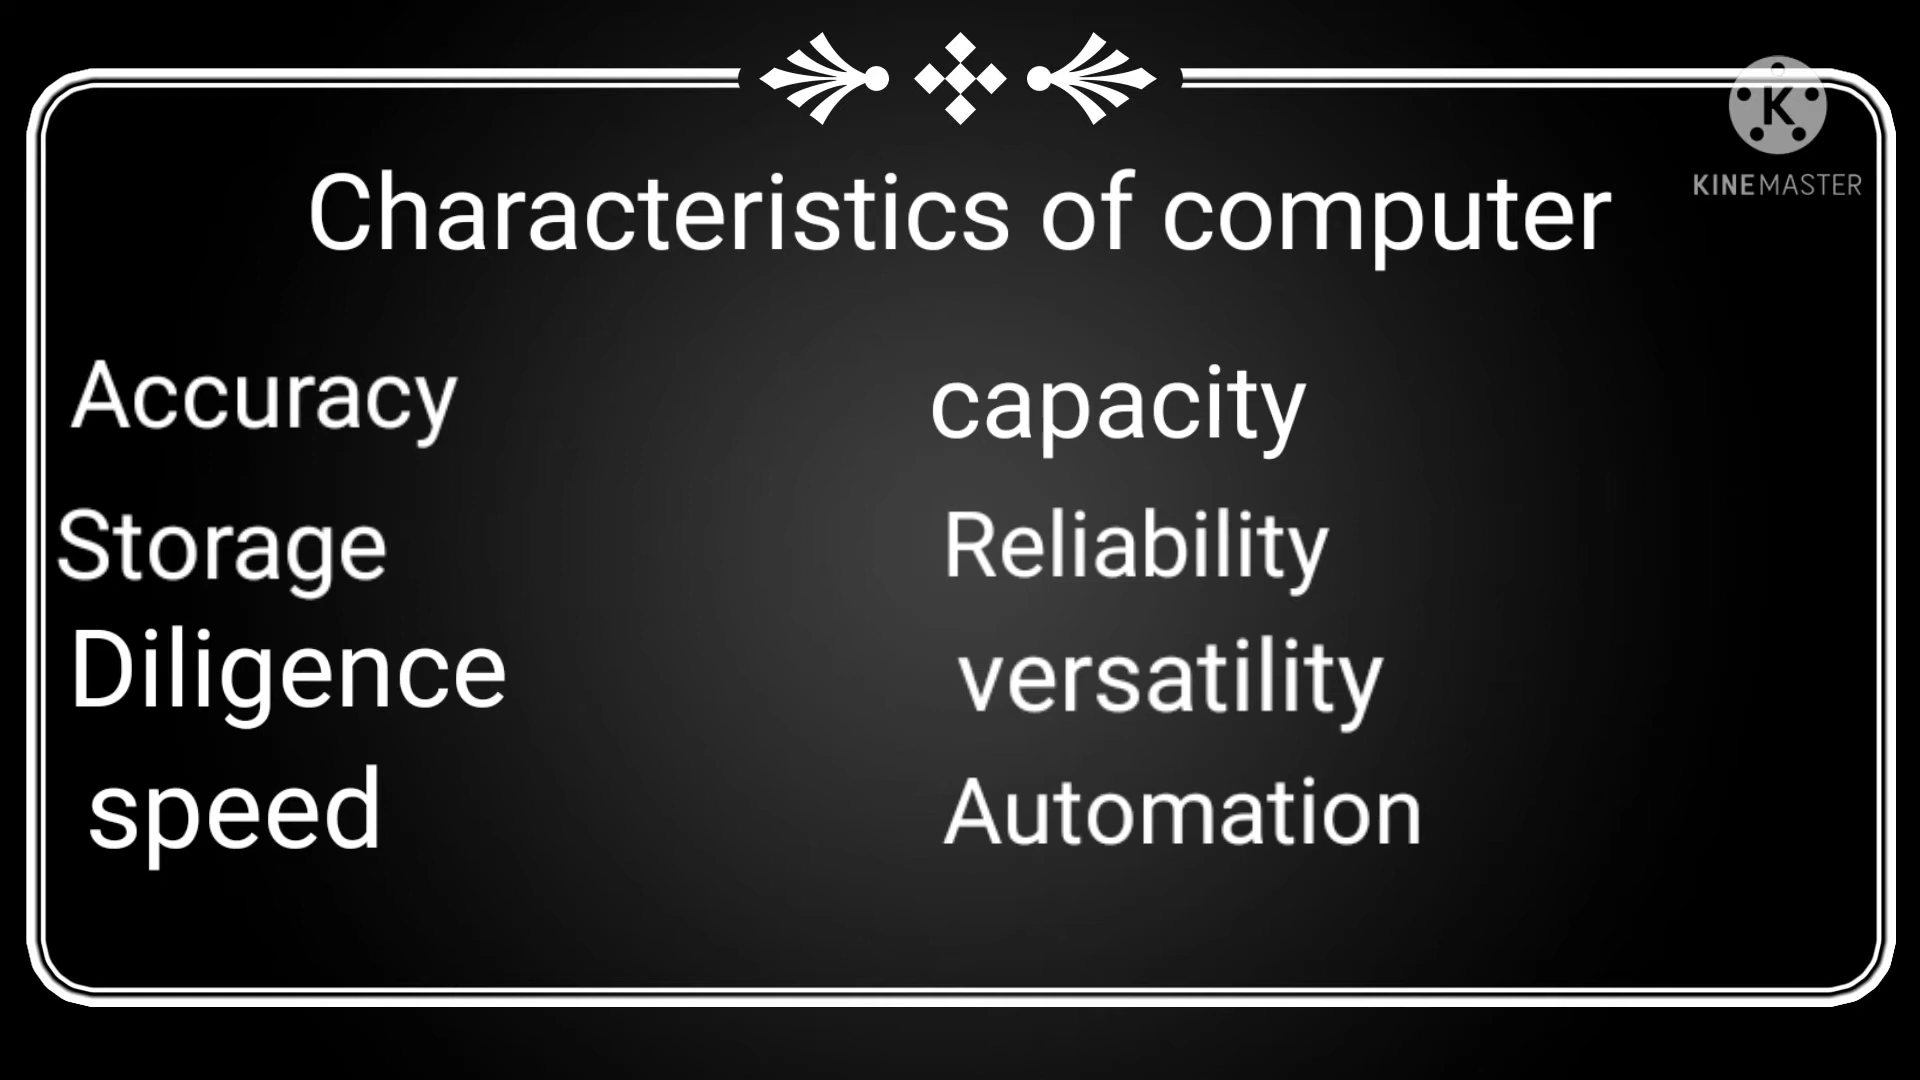 Characteristics of computer
K
KINEMASTER
Accuracy
capacity
Storage
Reliability
Diligence
versatility
speed
Automation